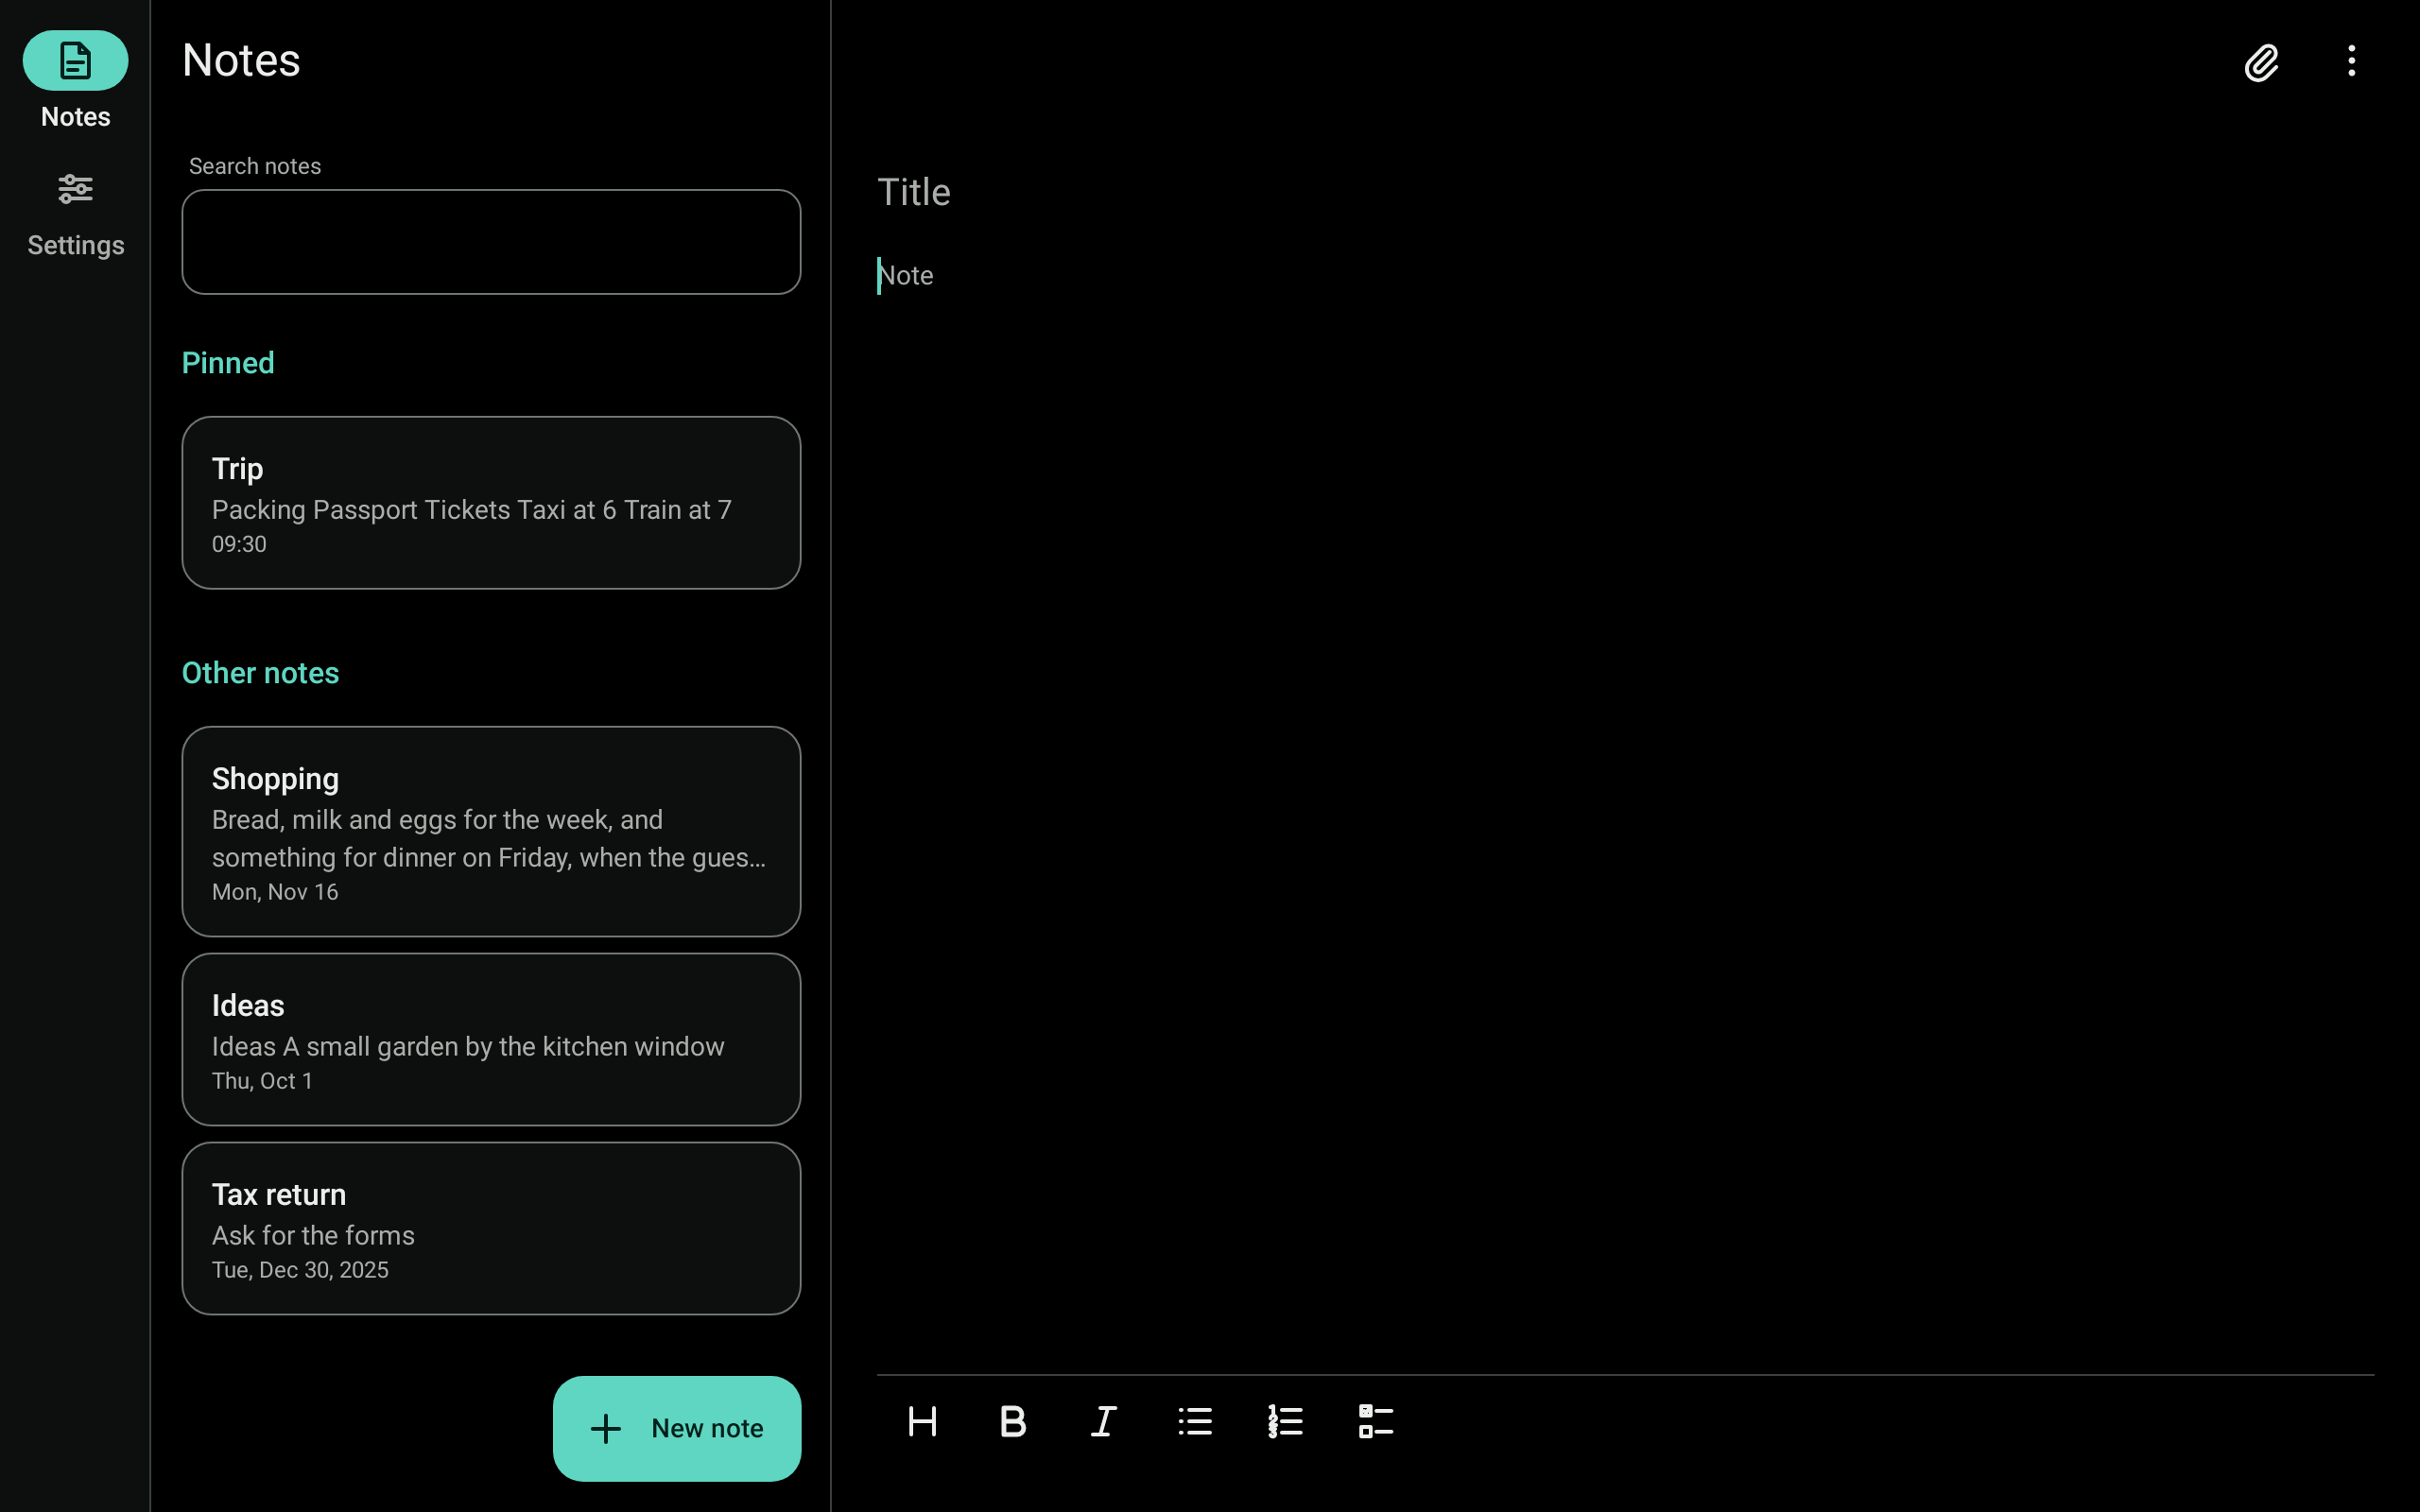 Notes
Settings
Notes
Search notes
Pinned
Trip
Packing Passport Tickets Taxi at 6 Train at 7
09:30
Other notes
Shopping
Bread, milk and eggs for the week, and
something for dinner on Friday, when the gues…
Mon, Nov 16
Ideas
Ideas A small garden by the kitchen window
Thu, Oct 1
Tax return
Ask for the forms
Tue, Dec 30, 2025
New note
Title
Note